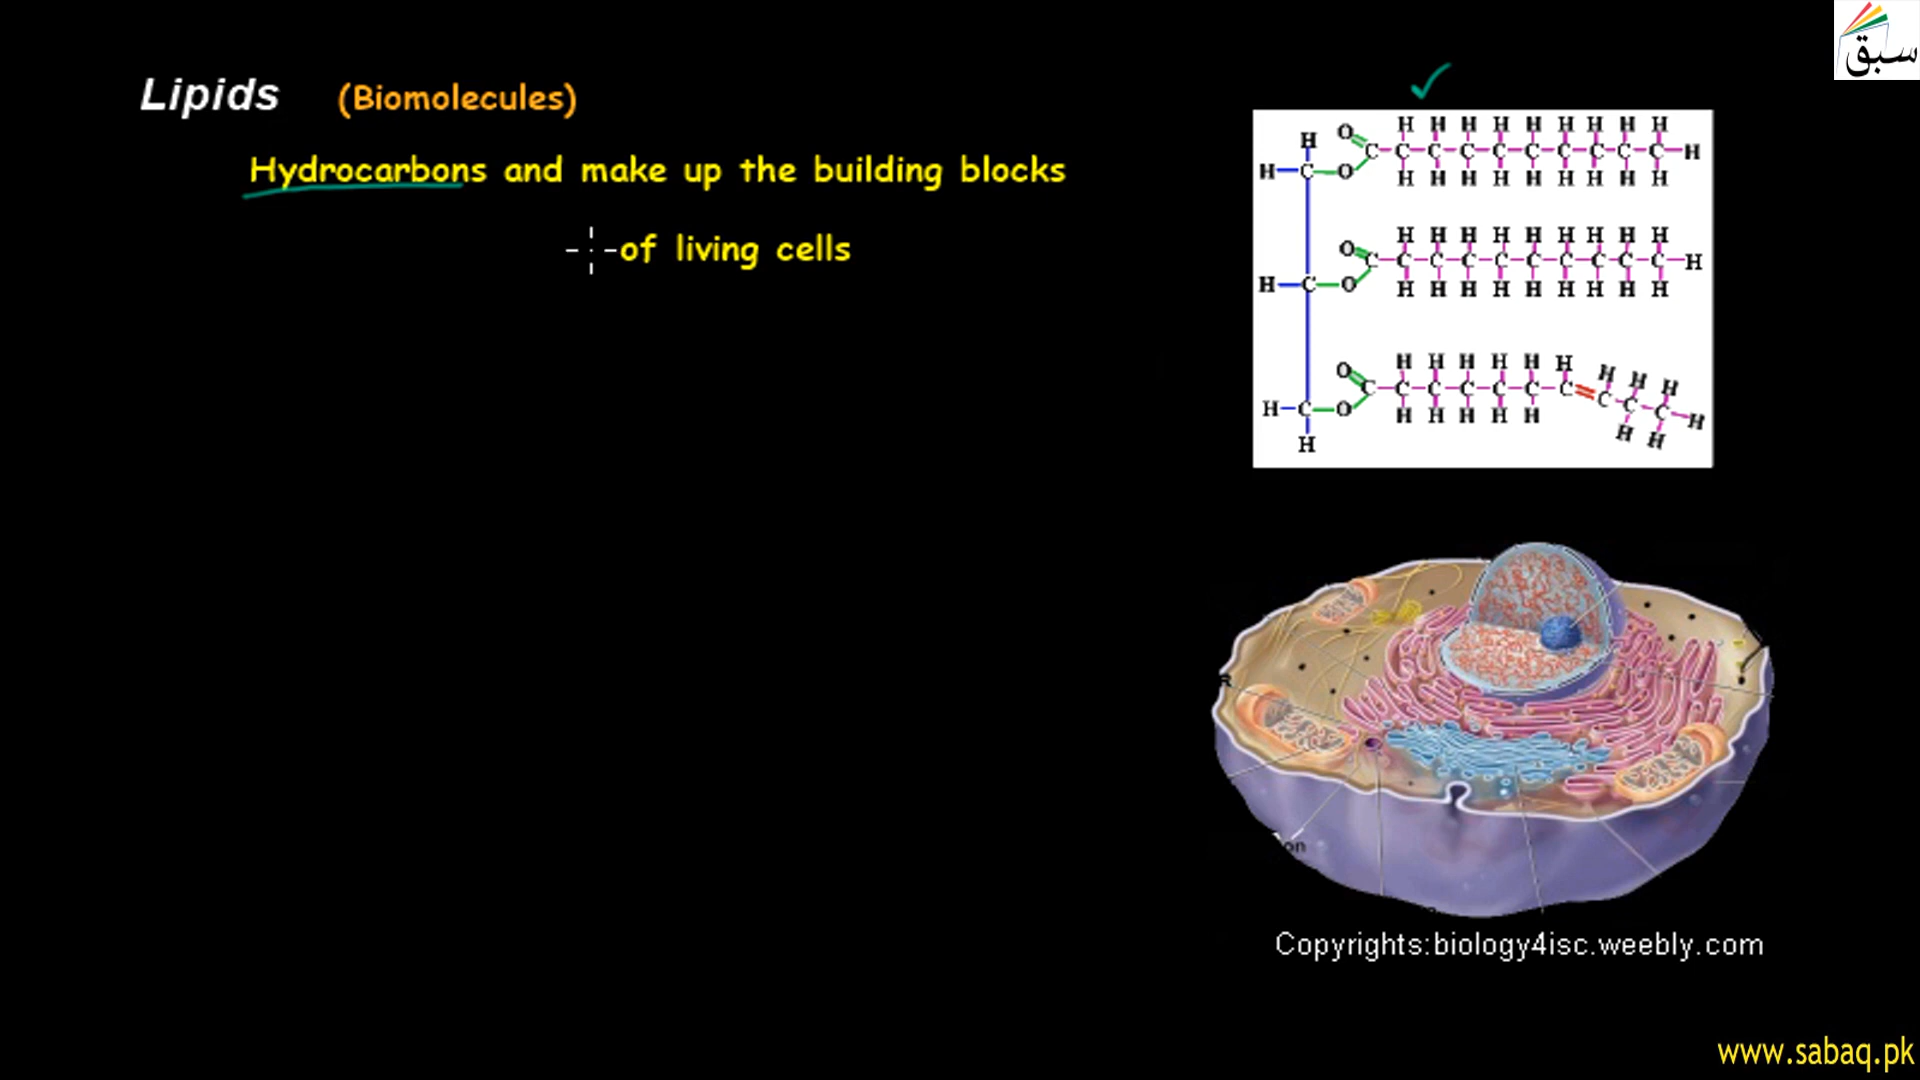 سبق
Lipids (Biomolecules)
Hydrocarbons and make up the building blocks
of living cells
H O H H H H H H H H H
H C O C C C C C C C C C C H
H H H H H H H H H
O H H H H H H H H H
H C O C C C C C C C C C C H
H H H H H H H H H
O H H H H H H H H H
H C O C C C C C C C C C C H
H H H H H H H H
on
Copyrights:biology4isc.weebly.com
www.sabaq.pk